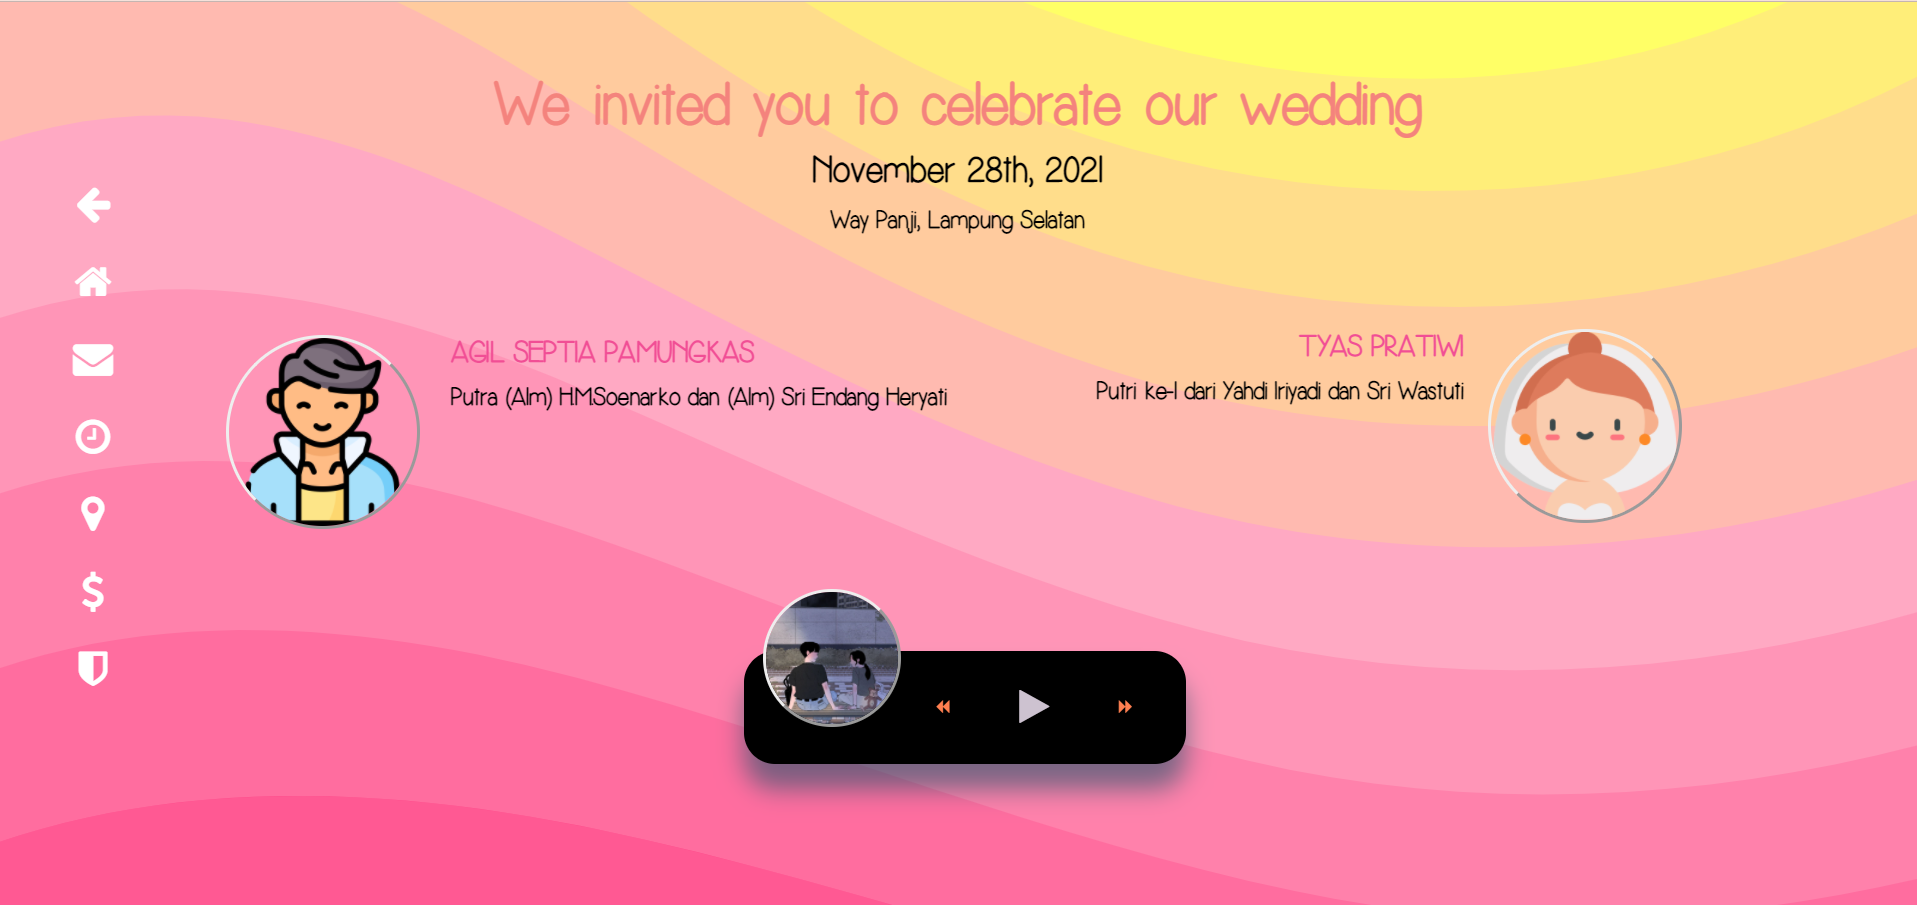 We invited you to celebrate our wedding
November 28th, 2021
Way Panji, Lampung Selatan
AGIL SEPTIA PAMUNGKAS
Putra (Alm) H.M.Soenarko dan (Alm) Sri Endang Heryati
TYAS PRATIWI
Putri ke-1 dari Yahdi Iriyadi dan Sri Wastuti